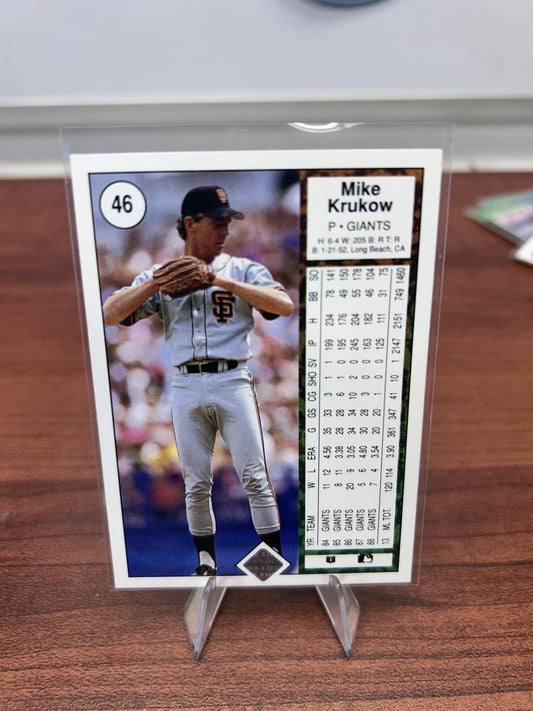 46
Mike
Krukow
P • GIANTS
H: 6-4 W: 205 B: R T: R
B: 1-21-52, Long Beach, CA
YR TEAM W L ERA G GS CG SHO SV IP H BB SO
84 GIANTS 11 12 4.56 35 33 3 1 1 199 234 78 141
85 GIANTS 8 11 3.38 28 28 6 1 0 195 176 49 150
86 GIANTS 20 9 3.05 34 34 10 2 0 245 204 55 178
87 GIANTS 5 6 4.80 30 28 3 0 0 163 182 46 104
88 GIANTS 7 4 3.54 20 20 1 0 0 125 111 31 75
13 ML TOT. 120 114 3.90 361 347 41 10 1 2147 2151 749 1460
SF